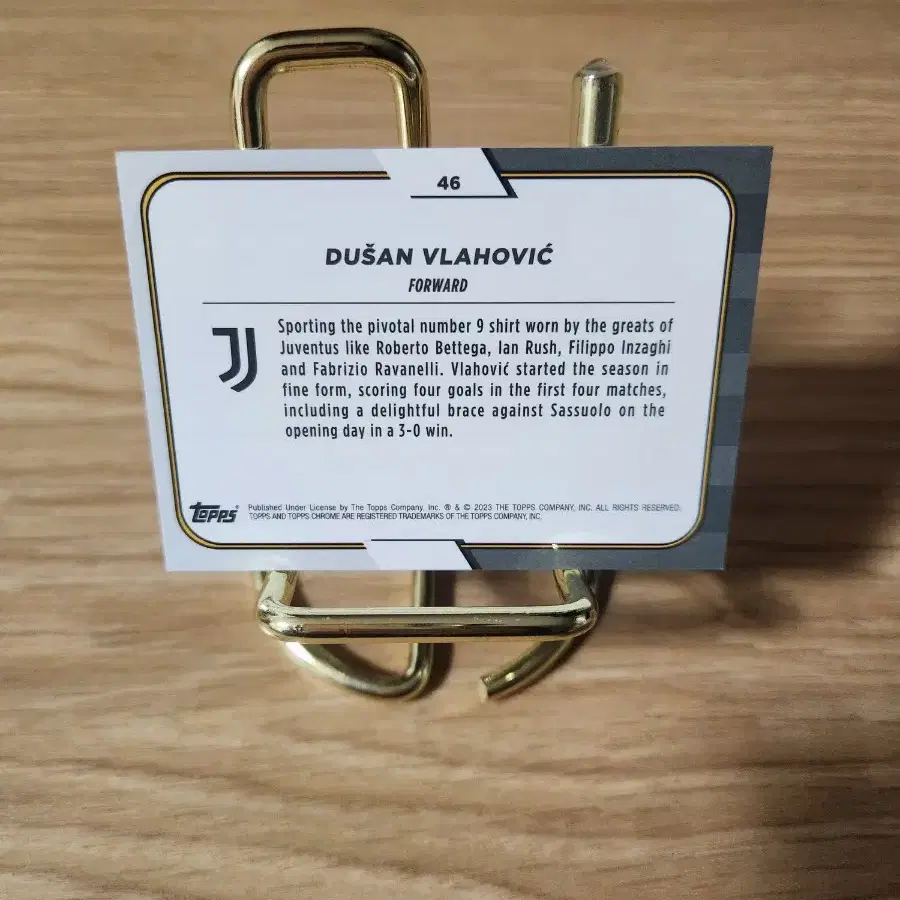 46
DUŠAN VLAHOVIĆ
FORWARD
Sporting the pivotal number 9 shirt worn by the greats of
Juventus like Roberto Bettega, Ian Rush, Filippo Inzaghi
and Fabrizio Ravanelli. Vlahović started the season in
fine form, scoring four goals in the first four matches,
including a delightful brace against Sassuolo on the
opening day in a 3-0 win.
topps® Published Under License by The Topps Company, Inc. ® & © 2023 THE TOPPS COMPANY, INC. ALL RIGHTS RESERVED.
TOPPS AND TOPPS CHROME ARE REGISTERED TRADEMARKS OF THE TOPPS COMPANY, INC.